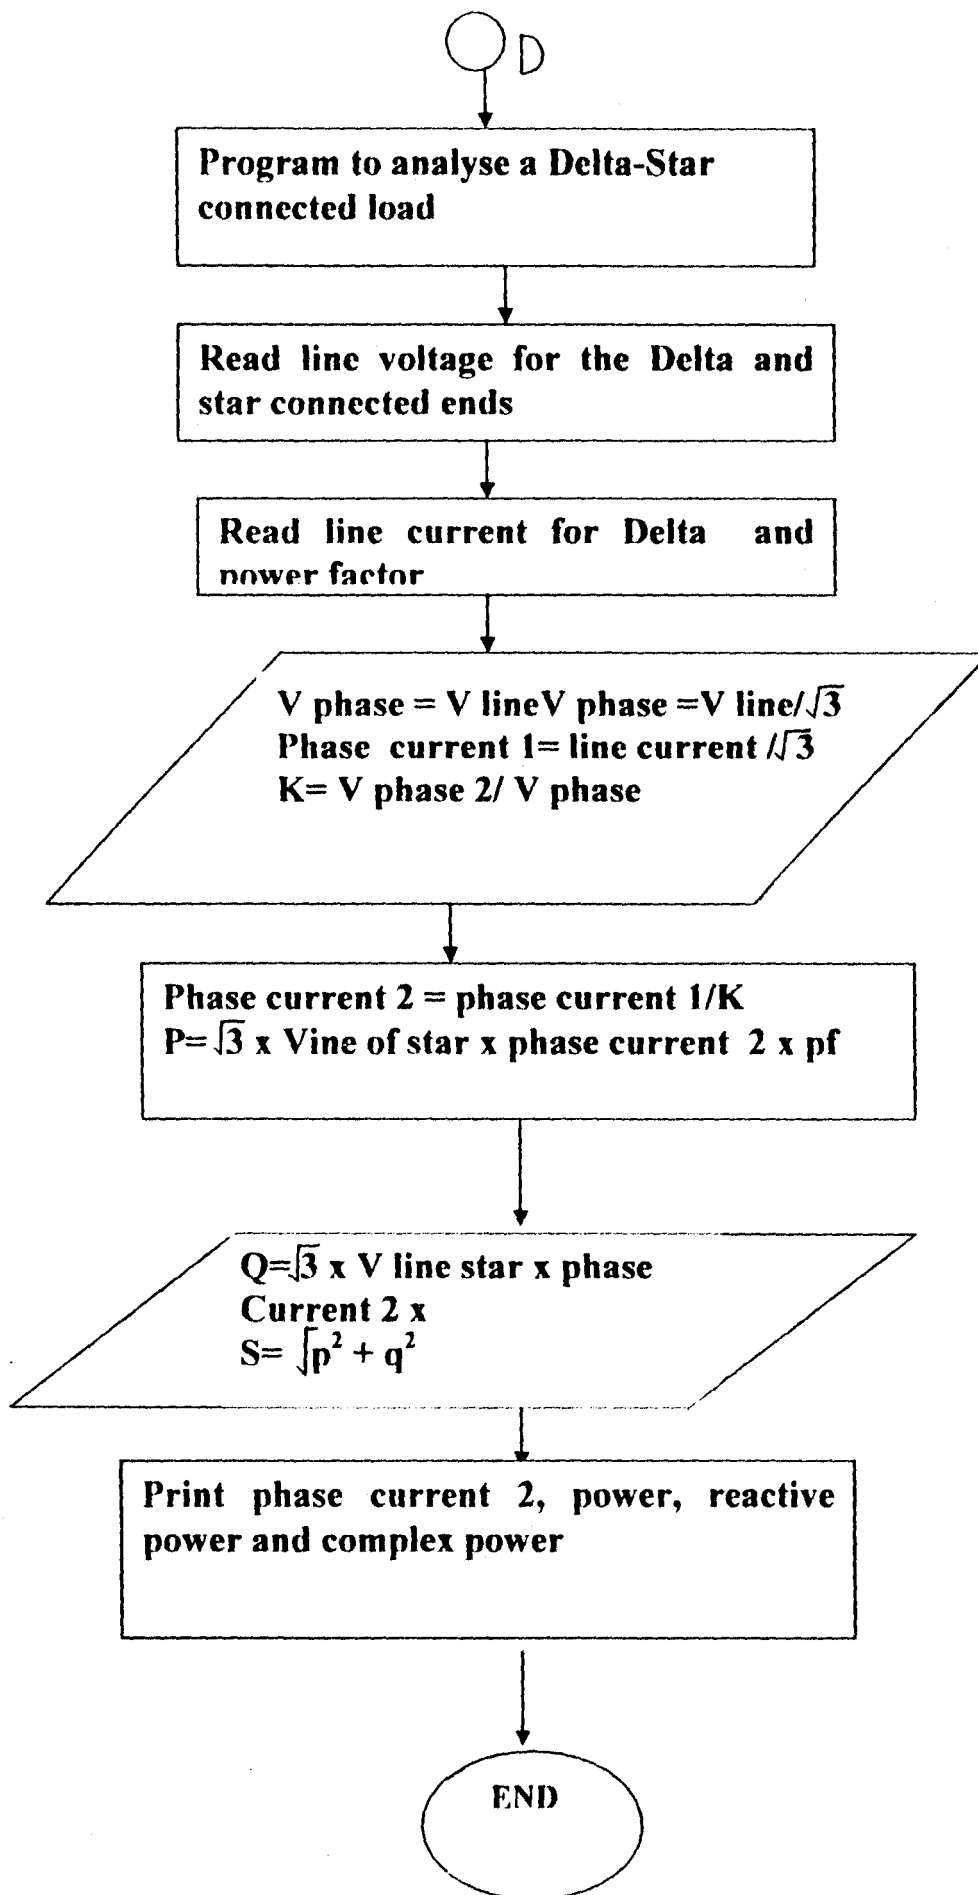 D
Program to analyse a Delta-Star
connected load
Read line voltage for the Delta and
star connected ends
Read line current for Delta and
power factor
V phase = V lineV phase =V line/√3
Phase current 1= line current /√3
K= V phase 2/ V phase
Phase current 2 = phase current 1/K
P=√3 x Vine of star x phase current 2 x pf
Q=√3 x V line star x phase
Current 2 x
S= √p² + q²
Print phase current 2, power, reactive
power and complex power
END